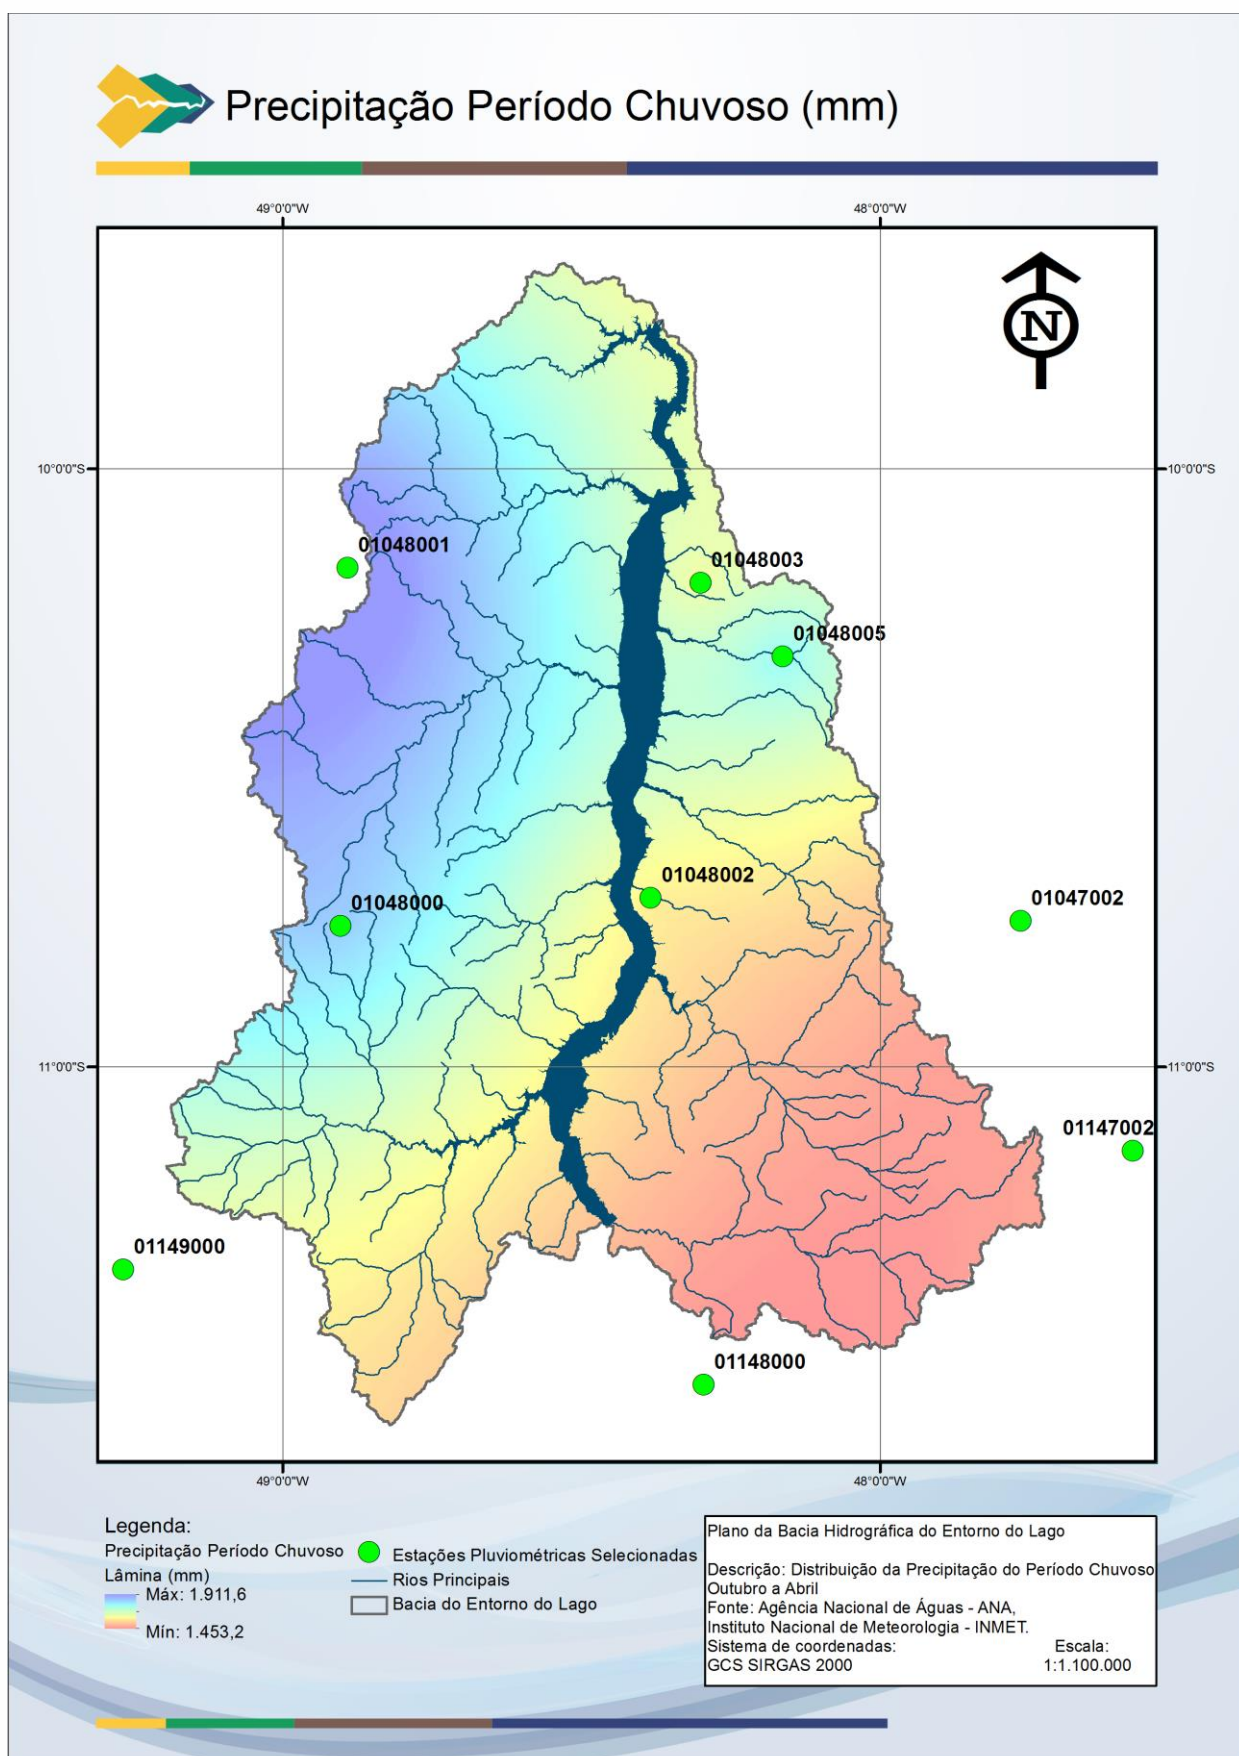 Precipitação Período Chuvoso (mm)
49°0'0"W
48°0'0"W
N
10°0'0"S
10°0'0"S
01048001
01048003
01048005
01048002
01048000
01047002
11°0'0"S
11°0'0"S
01147002
01149000
01148000
49°0'0"W
48°0'0"W
Legenda:
Precipitação Período Chuvoso
Lâmina (mm)
Máx: 1.911,6
Mín: 1.453,2
Estações Pluviométricas Selecionadas
Rios Principais
Bacia do Entorno do Lago
Plano da Bacia Hidrográfica do Entorno do Lago
Descrição: Distribuição da Precipitação do Período Chuvoso
Outubro a Abril
Fonte: Agência Nacional de Águas - ANA,
Instituto Nacional de Meteorologia - INMET.
Sistema de coordenadas: Escala:
GCS SIRGAS 2000 1:1.100.000